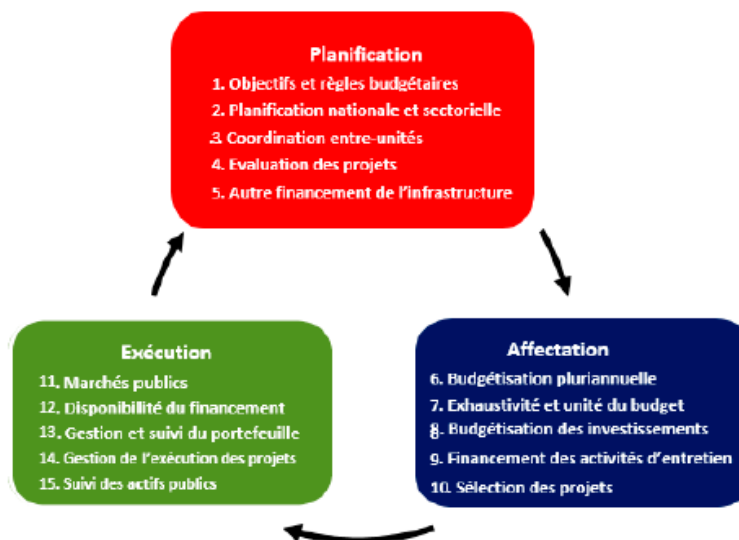 Planification
1. Objectifs et règles budgétaires
2. Planification nationale et sectorielle
3. Coordination entre-unités
4. Evaluation des projets
5. Autre financement de l'infrastructure
Affectation
6. Budgétisation pluriannuelle
7. Exhaustivité et unité du budget
8. Budgétisation des investissements
9. Financement des activités d'entretien
10. Sélection des projets
Exécution
11. Marchés publics
12. Disponibilité du financement
13. Gestion et suivi du portefeuille
14. Gestion de l'exécution des projets
15. Suivi des actifs publics